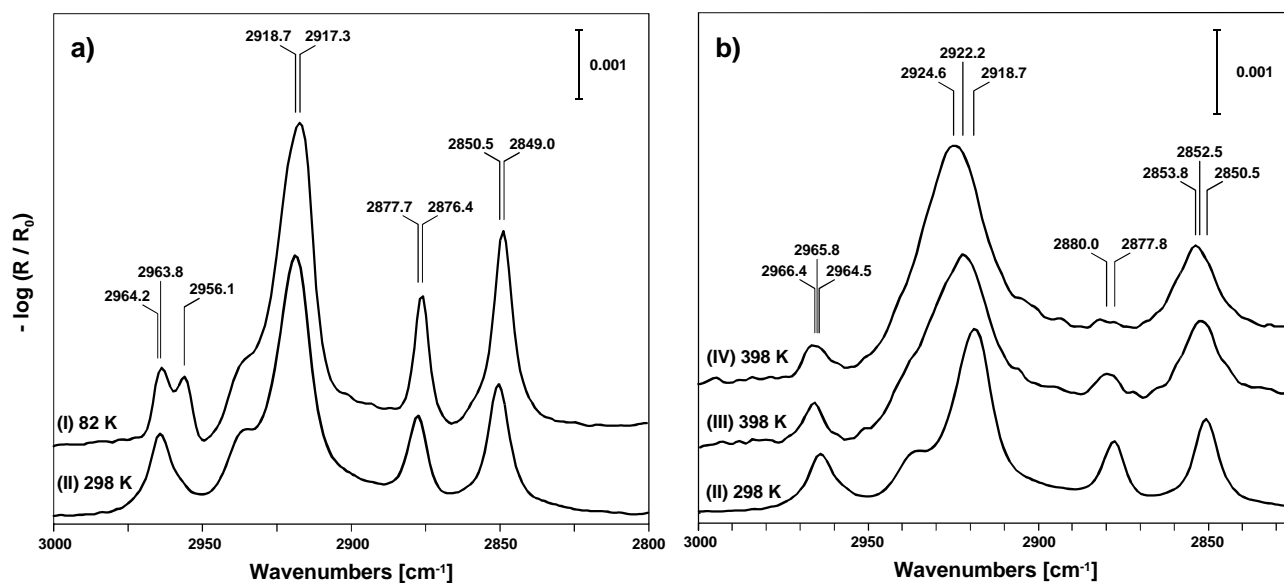 a)
2918.7 2917.3
0.001
2850.5 2849.0
2877.7 2876.4
2963.8
2964.2 2956.1
- log (R / R₀)
(I) 82 K
(II) 298 K
3000 2950 2900 2850 2800
Wavenumbers [cm⁻¹]
b)
2922.2
2924.6 2918.7
0.001
2852.5
2853.8 2850.5
2880.0 2877.8
2965.8
2966.4 2964.5
(IV) 398 K
(III) 398 K
(II) 298 K
3000 2950 2900 2850
Wavenumbers [cm⁻¹]